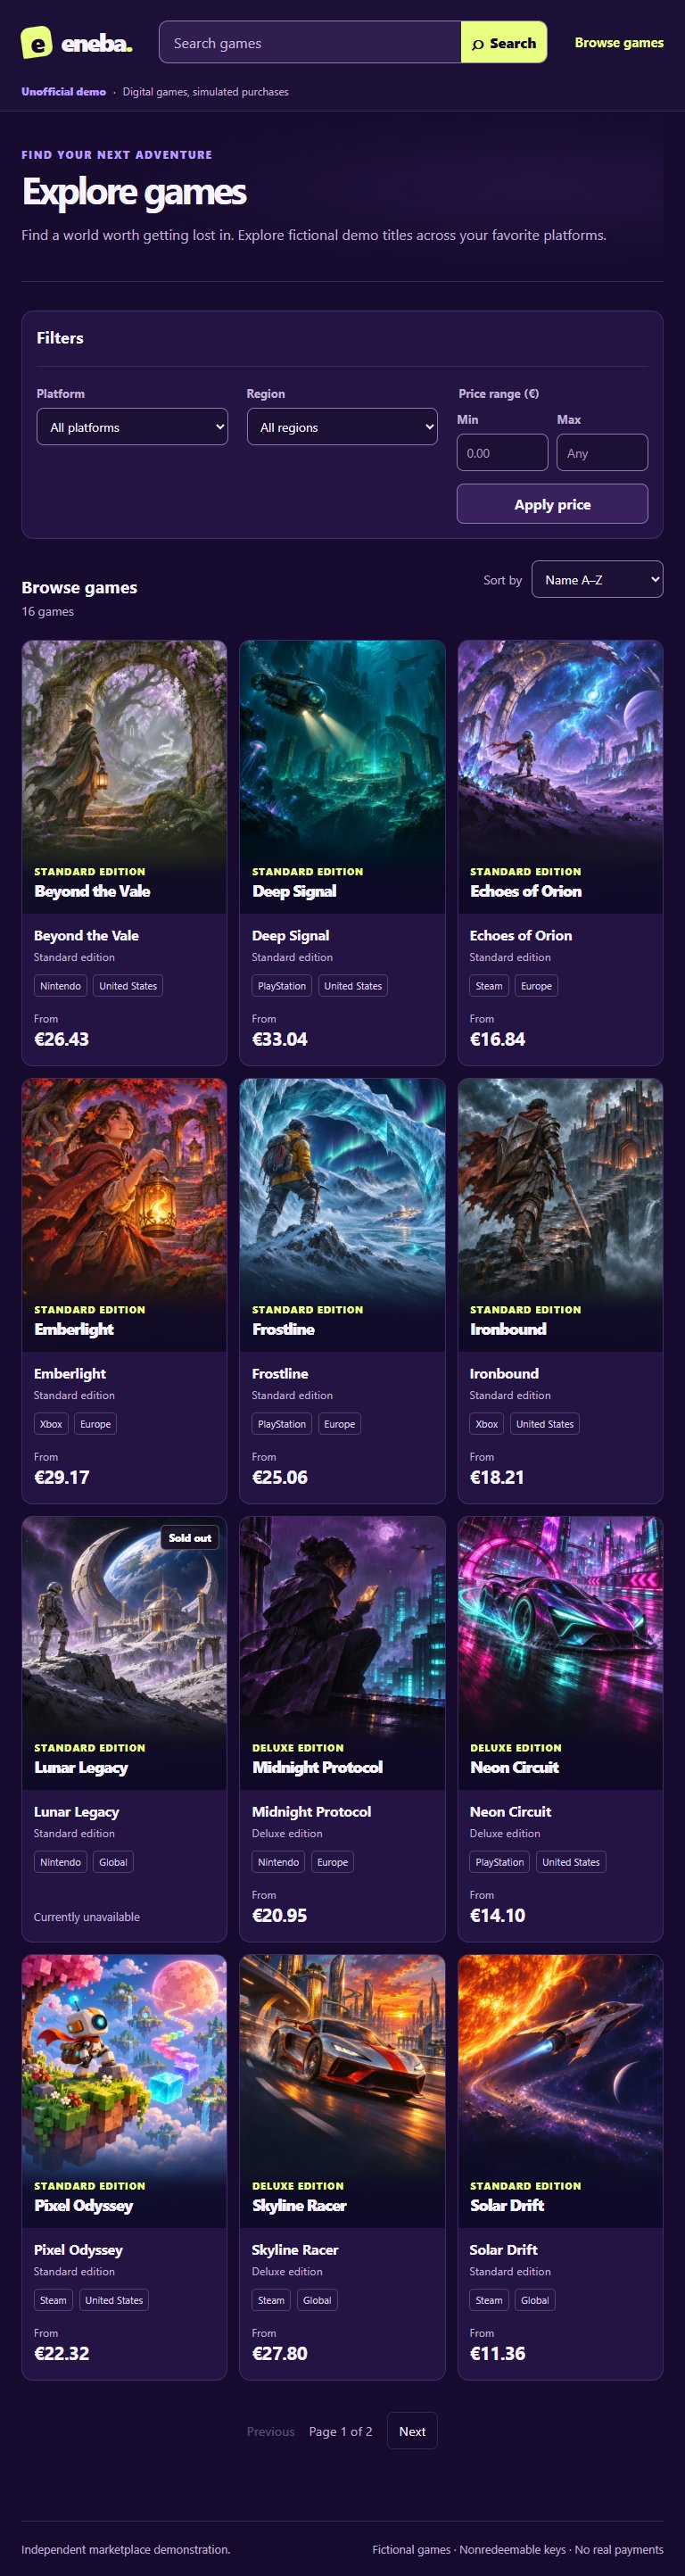 e eneba.
Search games
Search
Browse games
Unofficial demo · Digital games, simulated purchases
FIND YOUR NEXT ADVENTURE
Explore games
Find a world worth getting lost in. Explore fictional demo titles across your favorite platforms.
Filters
Platform
All platforms
Region
All regions
Price range (€)
Min
Max
0.00
Any
Apply price
Browse games
16 games
Sort by
Name A–Z
STANDARD EDITION
Beyond the Vale
Beyond the Vale
Standard edition
Nintendo
United States
From
€26.43
STANDARD EDITION
Deep Signal
Deep Signal
Standard edition
PlayStation
United States
From
€33.04
STANDARD EDITION
Echoes of Orion
Echoes of Orion
Standard edition
Steam
Europe
From
€16.84
STANDARD EDITION
Emberlight
Emberlight
Standard edition
Xbox
Europe
From
€29.17
STANDARD EDITION
Frostline
Frostline
Standard edition
PlayStation
Europe
From
€25.06
STANDARD EDITION
Ironbound
Ironbound
Standard edition
Xbox
United States
From
€18.21
Sold out
STANDARD EDITION
Lunar Legacy
Lunar Legacy
Standard edition
Nintendo
Global
Currently unavailable
DELUXE EDITION
Midnight Protocol
Midnight Protocol
Deluxe edition
Nintendo
Europe
From
€20.95
DELUXE EDITION
Neon Circuit
Neon Circuit
Deluxe edition
PlayStation
United States
From
€14.10
STANDARD EDITION
Pixel Odyssey
Pixel Odyssey
Standard edition
Steam
United States
From
€22.32
DELUXE EDITION
Skyline Racer
Skyline Racer
Deluxe edition
Steam
Global
From
€27.80
STANDARD EDITION
Solar Drift
Solar Drift
Standard edition
Steam
Global
From
€11.36
Previous
Page 1 of 2
Next
Independent marketplace demonstration.
Fictional games · Nonredeemable keys · No real payments